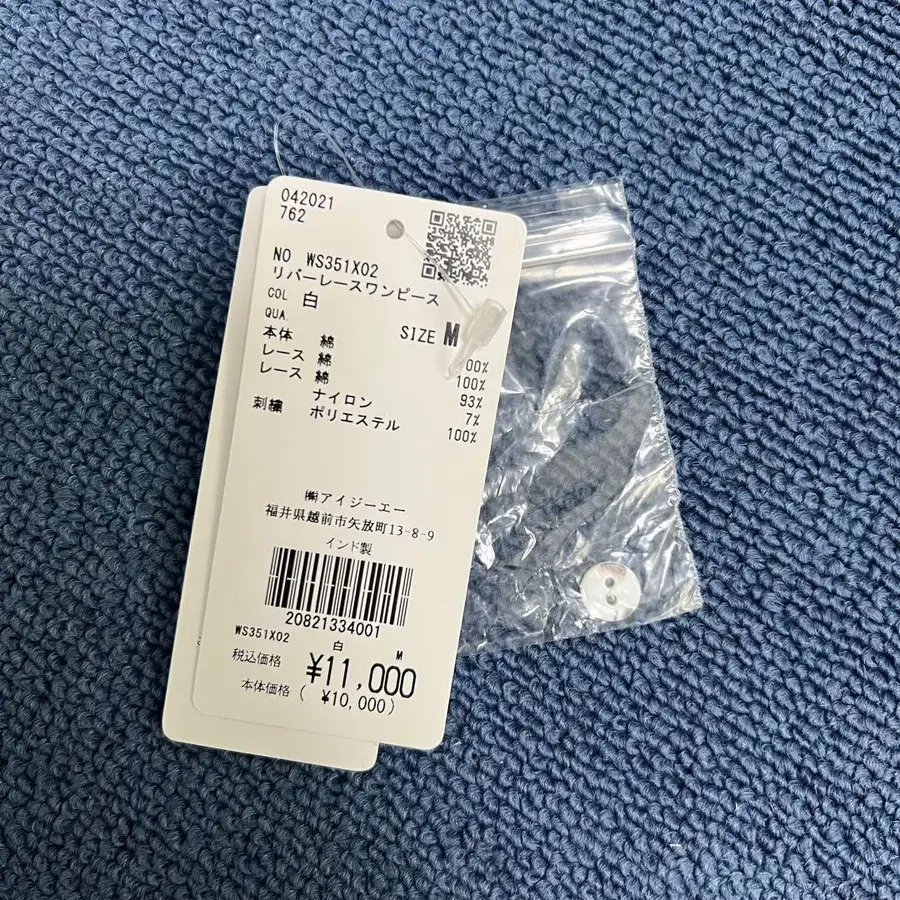 042021
762
NO WS351X02
リバーレースワンピース
COL 白
QUA. SIZE M
本体 綿 00%
レース 綿 100%
レース 綿 93%
ナイロン 7%
刺繍 ポリエステル 100%
㈱アイジーエー
福井県越前市矢放町13-8-9
インド製
20821334001
WS351X02 白 M
税込価格 ¥11,000
本体価格 ( ¥10,000)